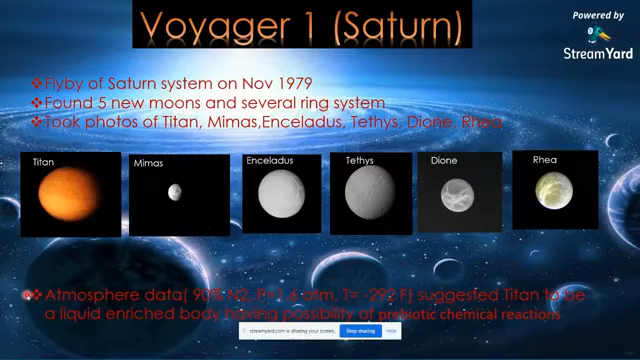 Voyager 1 (Saturn)
Powered by
StreamYard
❖Flyby of Saturn system on Nov 1979
❖Found 5 new moons and several ring system
❖Took photos of Titan, Mimas,Enceladus, Tethys, Dione, Rhea
Titan
Mimas
Enceladus
Tethys
Dione
Rhea
❖Atmosphere data( 90% N2, P=1.6 atm, T= -292 F} suggested Titan to be
a liquid enriched body having possibility of prebiotic chemical reactions
streamyard.com is sharing your screen.
Stop sharing
Hide